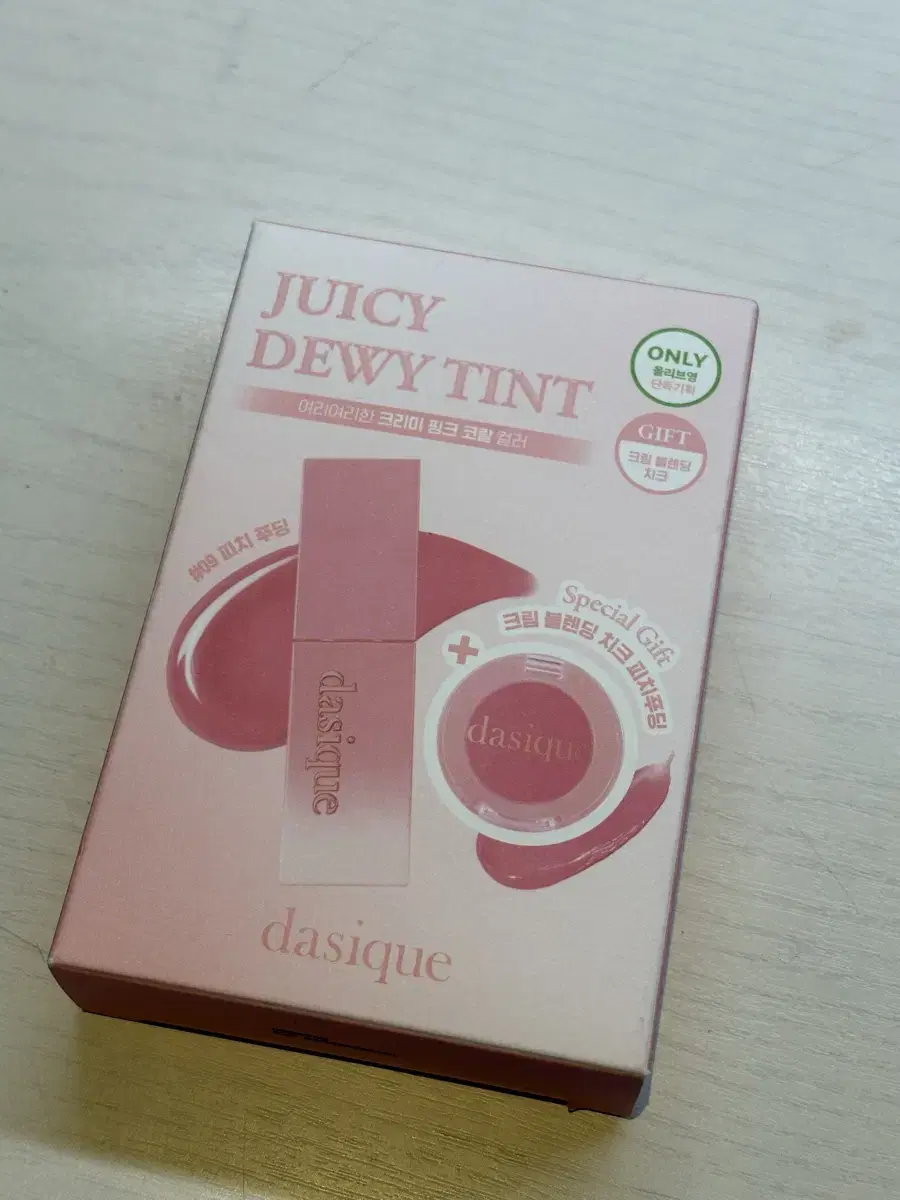 JUICY
DEWY TINT
여리여리한 크리미 핑크 코랄 컬러
ONLY
올리브영
단독기획
GIFT
크림 블렌딩
치크
#09 피치 푸딩
Special Gift
크림 블렌딩 치크 피치푸딩
+
dasique
dasique
dasique